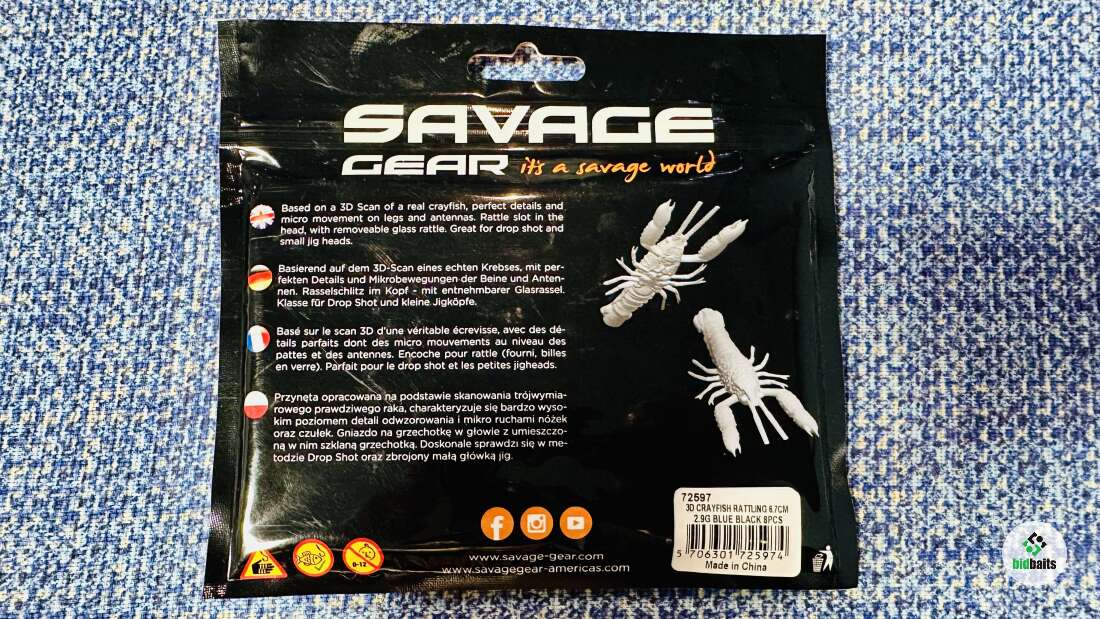 SAVAGE
GEAR it's a savage world
Based on a 3D Scan of a real crayfish, perfect details and
micro movement on legs and antennas. Rattle slot in the
head, with removeable glass rattle. Great for drop shot and
small jig heads.
Basierend auf dem 3D-Scan eines echten Krebses, mit per-
fekten Details und Mikrobewegungen der Beine und Anten-
nen. Rasselschlitz im Kopf - mit entnehmbarer Glasrassel.
Klasse für Drop Shot und kleine Jigköpfe.
Basé sur le scan 3D d'une véritable écrevisse, avec des dé-
tails parfaits dont des micro mouvements au niveau des
pattes et des antennes. Encoche pour rattle (fourni, billes
en verre). Parfait pour le drop shot et les petites jigheads.
Przynęta opracowana na podstawie skanowania trójwymia-
rowego prawdziwego raka, charakteryzuje się bardzo wyso-
kim poziomem detali odwzorowania i mikro ruchami nóżek
oraz czułek. Gniazdo na grzechotkę w głowie z umieszczo-
ną w nim szklaną grzechotką. Doskonale sprawdzi się w me-
todzie Drop Shot oraz zbrojony małą główką jig.
72597
3D CRAYFISH RATTLING 6.7CM
2.9G BLUE BLACK 8PCS
5 706301 725974
Made in China
0-12
www.savage-gear.com
www.savagegear-americas.com
bidbaits